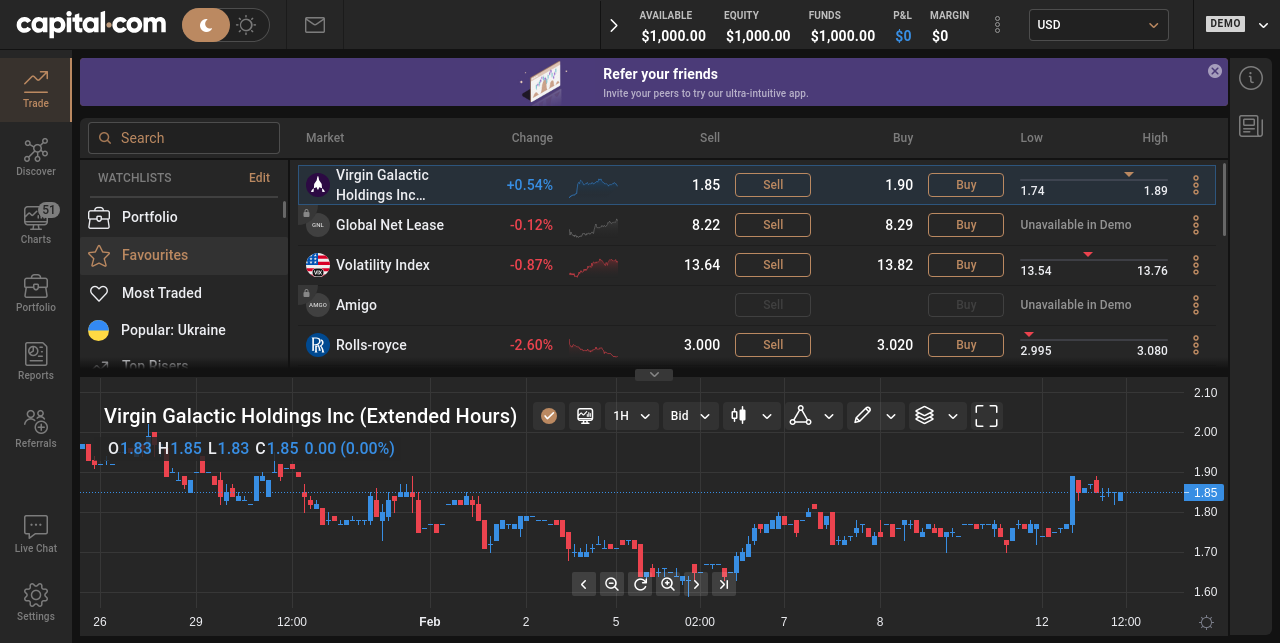 capital.com
AVAILABLE EQUITY FUNDS P&L MARGIN
$1,000.00 $1,000.00 $1,000.00 $0 $0
USD
DEMO
Refer your friends
Invite your peers to try our ultra-intuitive app.
Trade
Discover
51
Charts
Portfolio
Reports
Referrals
Live Chat
Settings
Search
WATCHLISTS Edit
Portfolio
Favourites
Most Traded
Popular: Ukraine
Top Risers
Market Change Sell Buy Low High
Virgin Galactic
Holdings Inc… +0.54% 1.85 Sell 1.90 Buy 1.74 1.89
GNL Global Net Lease -0.12% 8.22 Sell 8.29 Buy Unavailable in Demo
VIX Volatility Index -0.87% 13.64 Sell 13.82 Buy 13.54 13.76
AMGO Amigo Sell Buy Unavailable in Demo
Rolls-royce -2.60% 3.000 Sell 3.020 Buy 2.995 3.080
Virgin Galactic Holdings Inc (Extended Hours) 1H Bid
O1.83 H1.85 L1.83 C1.85 0.00 (0.00%)
2.10
2.00
1.90
1.85
1.80
1.70
1.60
26 29 12:00 Feb 2 5 02:00 7 8 12 12:00